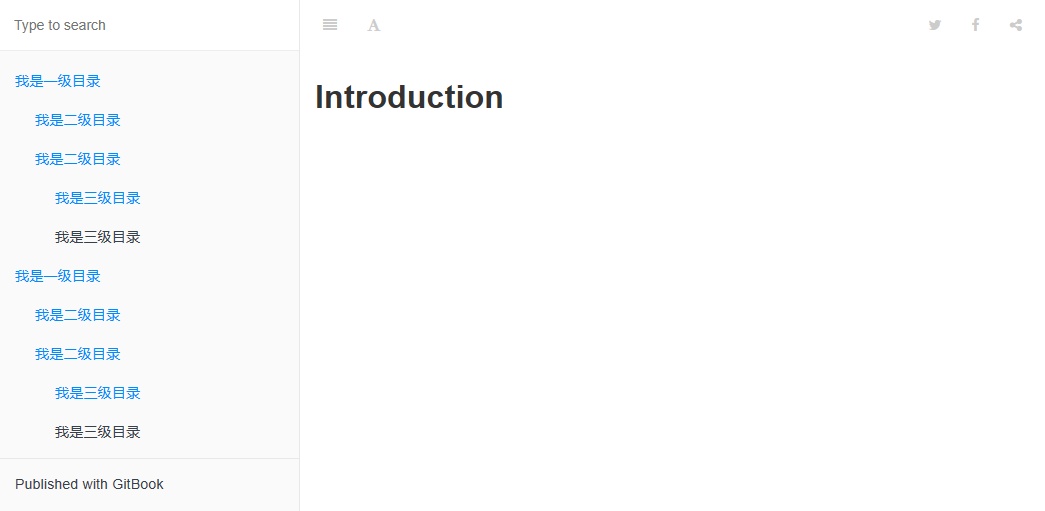 Type to search
我是一级目录
我是二级目录
我是二级目录
我是三级目录
我是三级目录
我是一级目录
我是二级目录
我是二级目录
我是三级目录
我是三级目录
Published with GitBook
A
Introduction